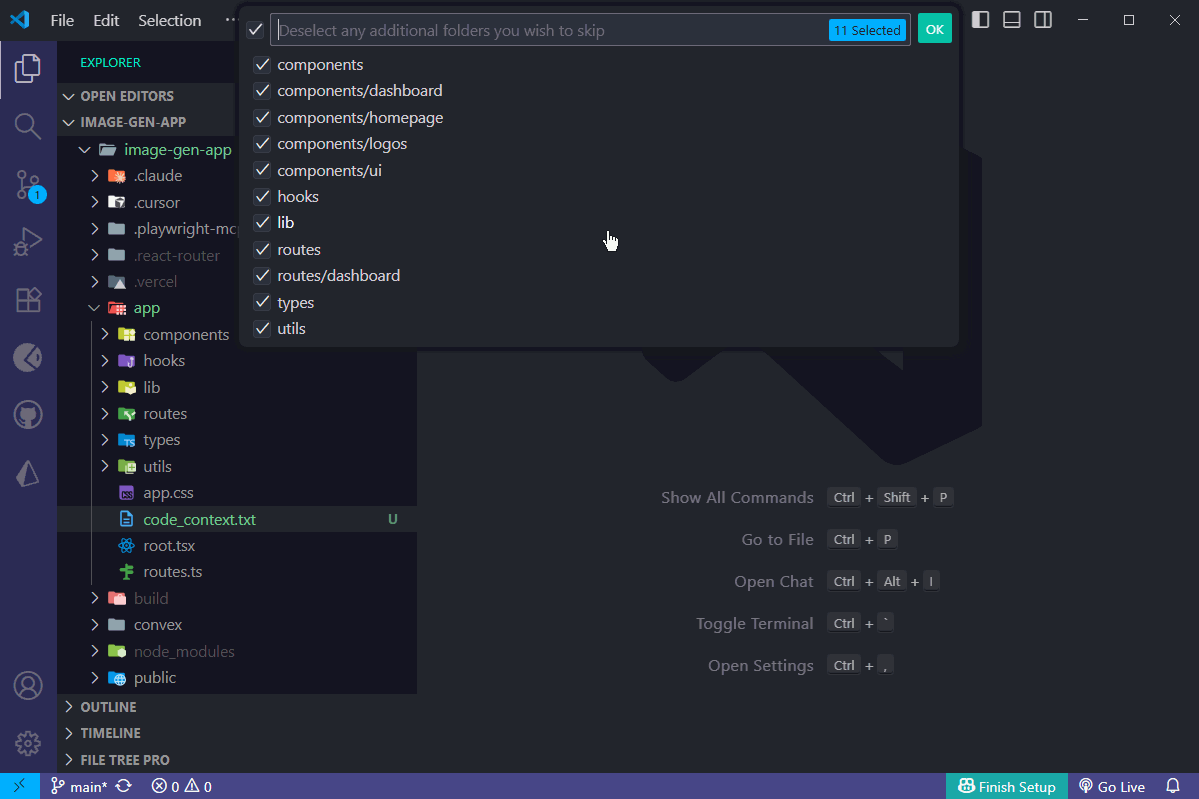 File Edit Selection ···
Deselect any additional folders you wish to skip 11 Selected OK
components
components/dashboard
components/homepage
components/logos
components/ui
hooks
lib
routes
routes/dashboard
types
utils
EXPLORER
OPEN EDITORS
IMAGE-GEN-APP
image-gen-app
.claude
.cursor
.playwright-mc
.react-router
.vercel
app
components
hooks
lib
routes
types
utils
app.css
code_context.txt U
root.tsx
routes.ts
build
convex
node_modules
public
OUTLINE
TIMELINE
FILE TREE PRO
1
Show All Commands Ctrl + Shift + P
Go to File Ctrl + P
Open Chat Ctrl + Alt + I
Toggle Terminal Ctrl + `
Open Settings Ctrl + ,
main* 0 0 Finish Setup Go Live